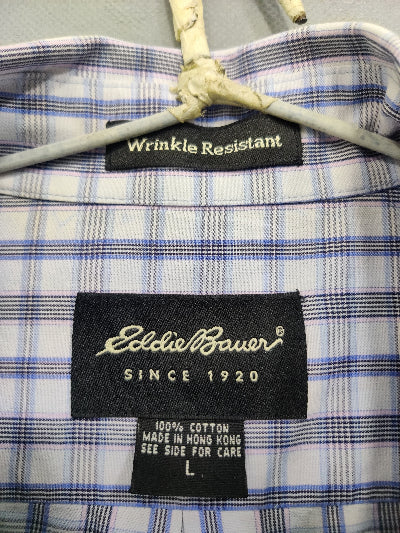 Wrinkle Resistant
Eddie Bauer®
SINCE 1920
100% COTTON
MADE IN HONG KONG
SEE SIDE FOR CARE
L